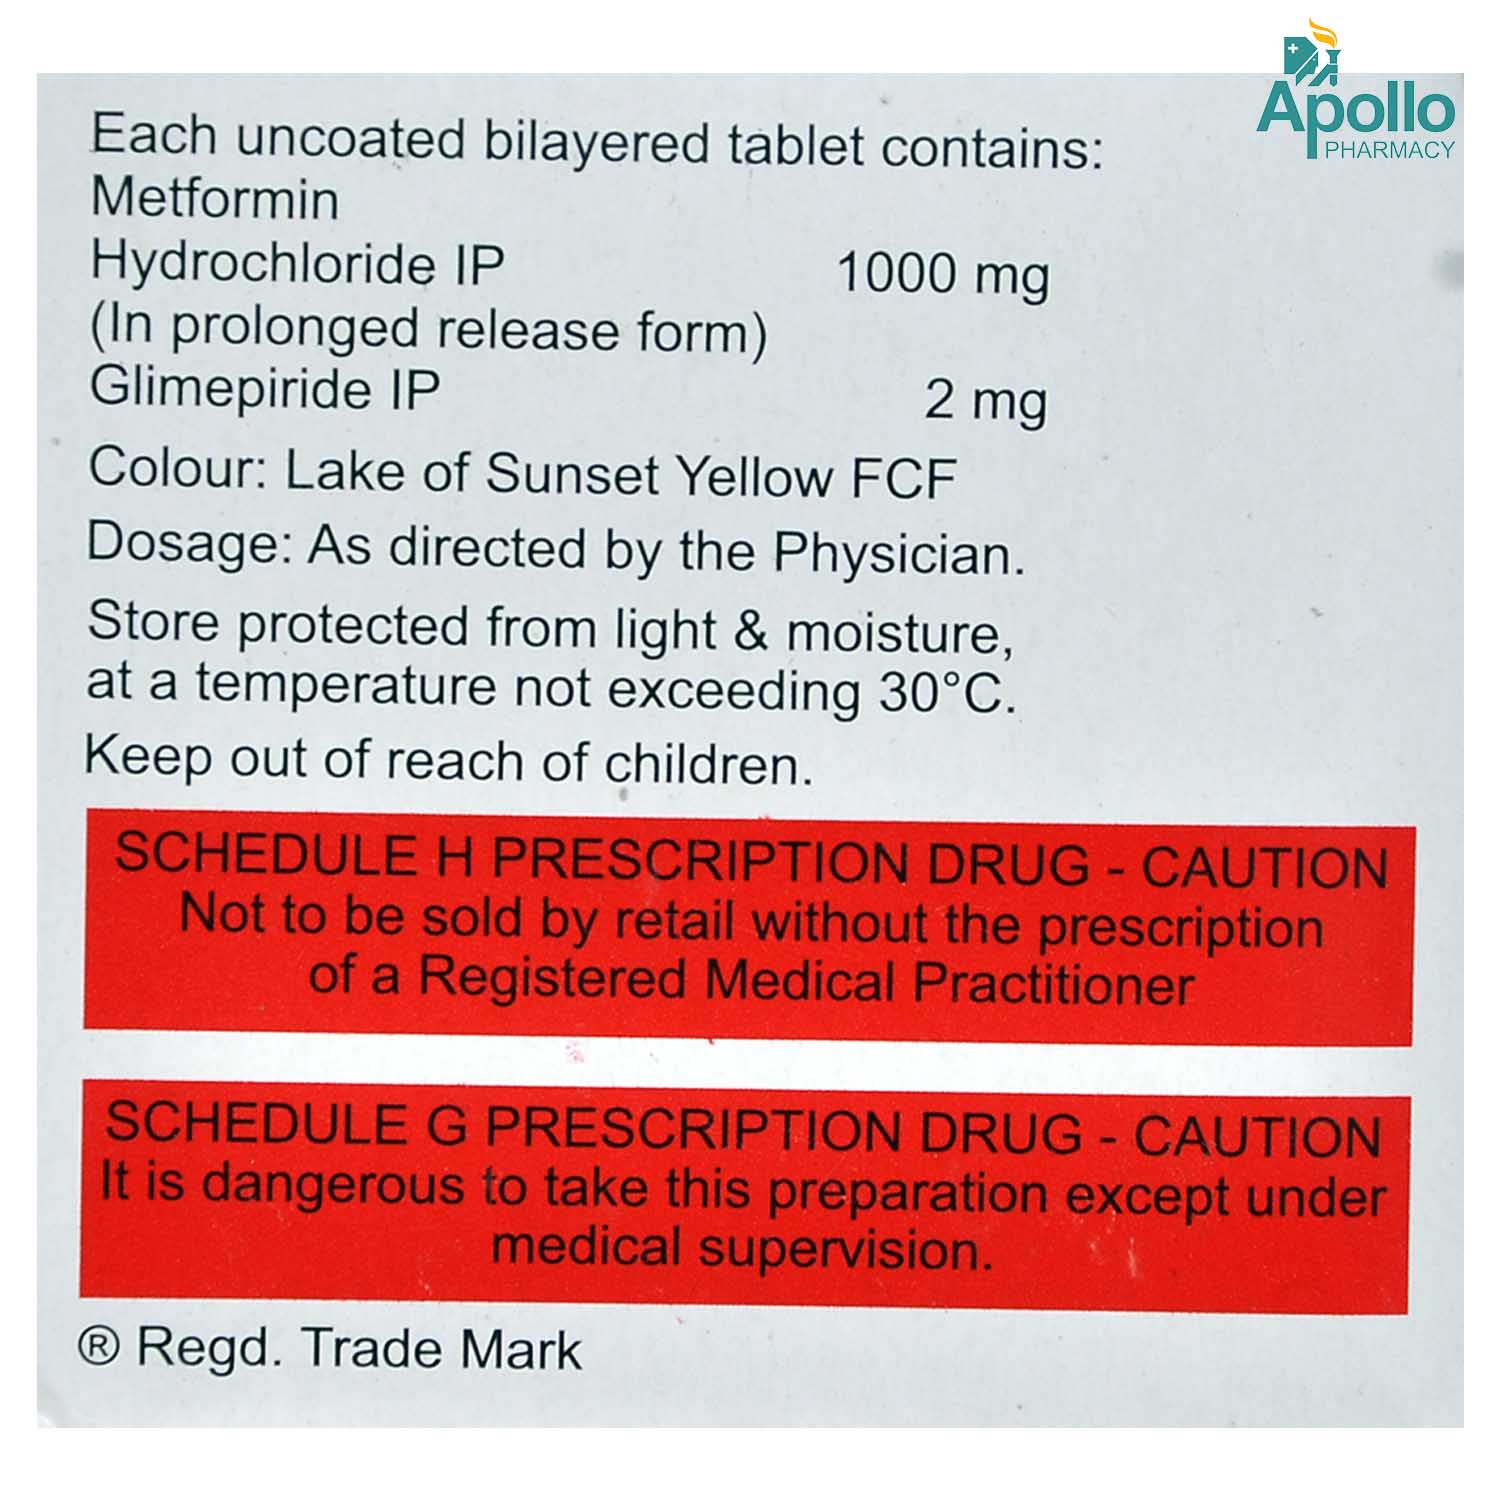 Apollo
PHARMACY
Each uncoated bilayered tablet contains:
Metformin
Hydrochloride IP 1000 mg
(In prolonged release form)
Glimepiride IP 2 mg
Colour: Lake of Sunset Yellow FCF
Dosage: As directed by the Physician.
Store protected from light & moisture,
at a temperature not exceeding 30°C.
Keep out of reach of children.
SCHEDULE H PRESCRIPTION DRUG - CAUTION
Not to be sold by retail without the prescription
of a Registered Medical Practitioner
SCHEDULE G PRESCRIPTION DRUG - CAUTION
It is dangerous to take this preparation except under
medical supervision.
® Regd. Trade Mark